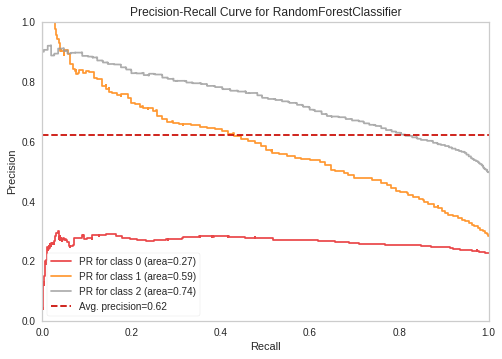 Precision-Recall Curve for RandomForestClassifier
1.0
0.8
0.6
0.4
0.2
0.0
Precision
PR for class 0 (area=0.27)
PR for class 1 (area=0.59)
PR for class 2 (area=0.74)
Avg. precision=0.62
0.0 0.2 0.4 0.6 0.8 1.0
Recall